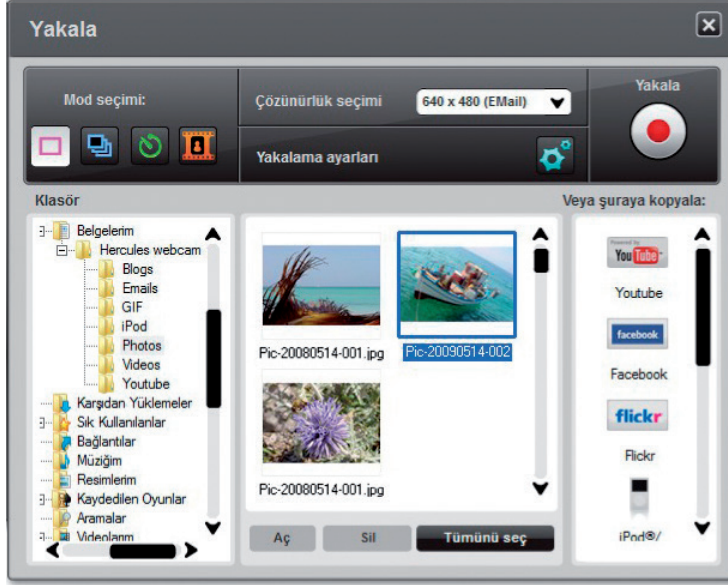 Yakala
Mod seçimi:
Çözünürlük seçimi
640 x 480 (EMail)
Yakala
Yakalama ayarları
Klasör
Veya şuraya kopyala:
Belgelerim
Hercules webcam
Blogs
Emails
GIF
iPod
Photos
Videos
Youtube
Karşıdan Yüklemeler
Sık Kullanılanlar
Bağlantılar
Müziğim
Resimlerim
Kaydedilen Oyunlar
Aramalar
Videolarım
Pic-20080514-001.jpg
Pic-20090514-002
Pic-20080514-001.jpg
Aç
Sil
Tümünü seç
Powered by
YouTube
Youtube
facebook
Facebook
flickr
Flickr
iPod®/